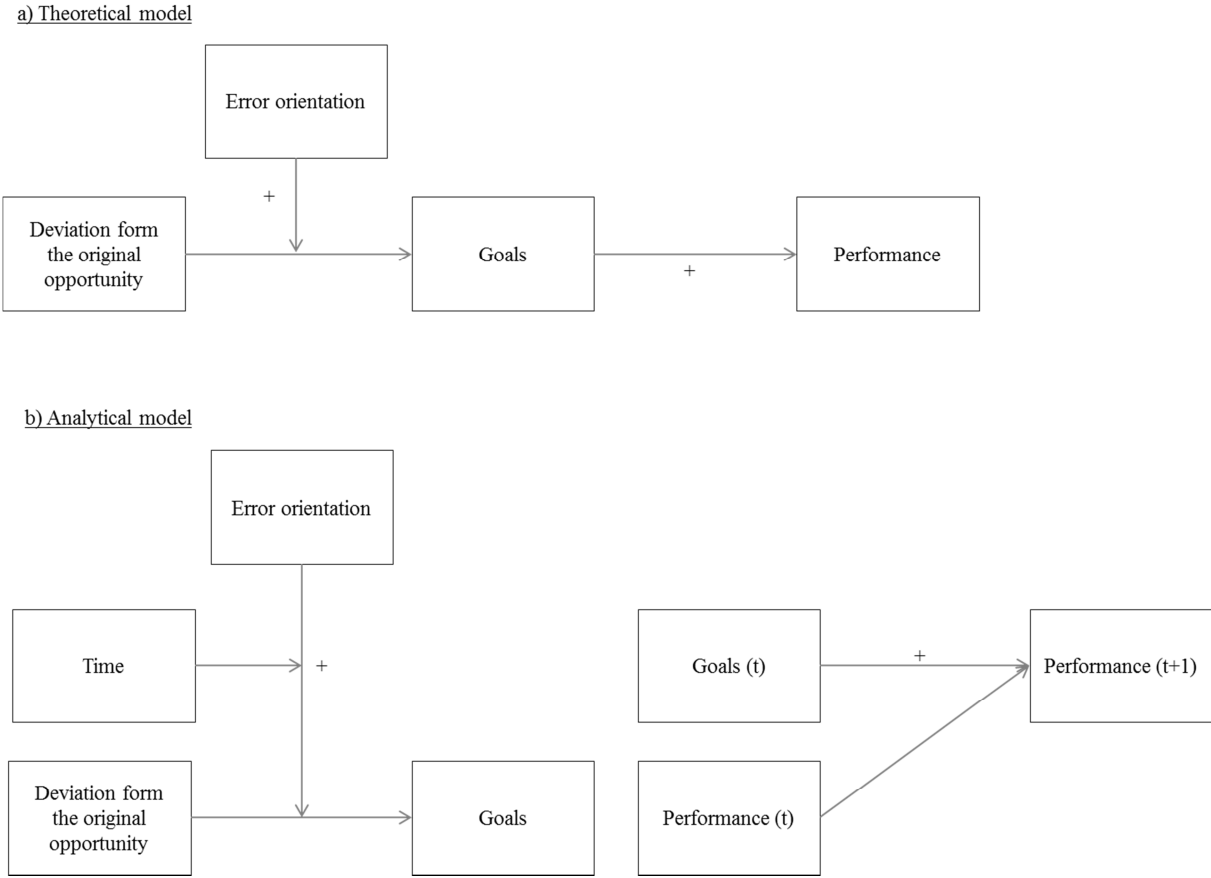 a) Theoretical model
Error orientation
+
Deviation form
the original
opportunity
Goals
+
Performance
b) Analytical model
Error orientation
Time
+
Deviation form
the original
opportunity
Goals
Goals (t)
+
Performance (t+1)
Performance (t)